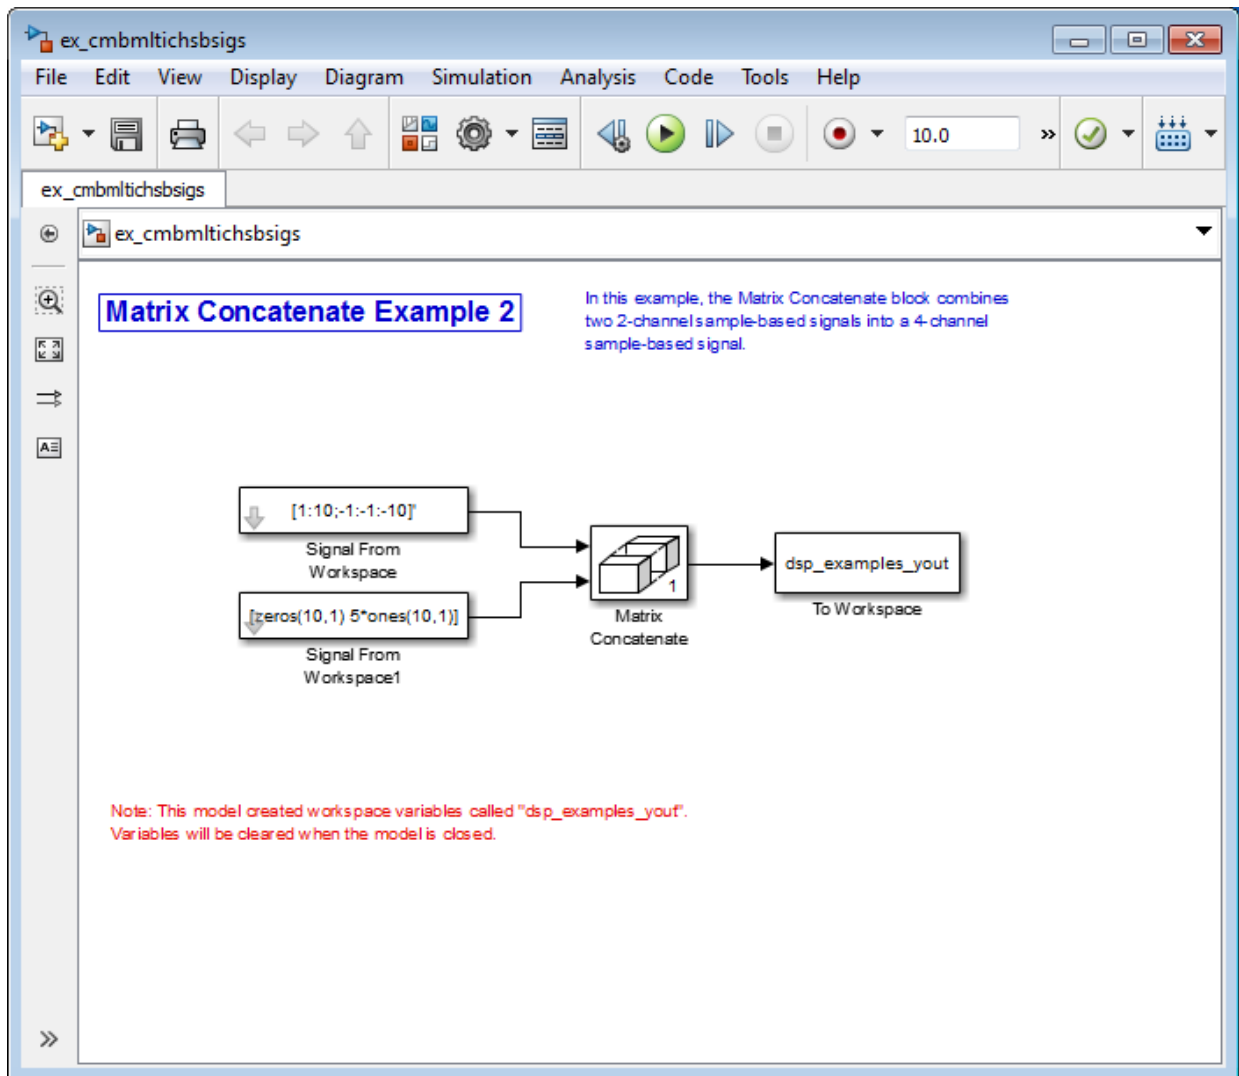 ex_cmbmltichsbsigs
File Edit View Display Diagram Simulation Analysis Code Tools Help
10.0
ex_cmbmltichsbsigs
ex_cmbmltichsbsigs
Matrix Concatenate Example 2
In this example, the Matrix Concatenate block combines
two 2-channel sample-based signals into a 4-channel
sample-based signal.
[1:10;-1:-1:-10]'
Signal From
Workspace
[zeros(10,1) 5*ones(10,1)]
Signal From
Workspace1
1
Matrix
Concatenate
dsp_examples_yout
To Workspace
Note: This model created workspace variables called "dsp_examples_yout".
Variables will be cleared when the model is closed.